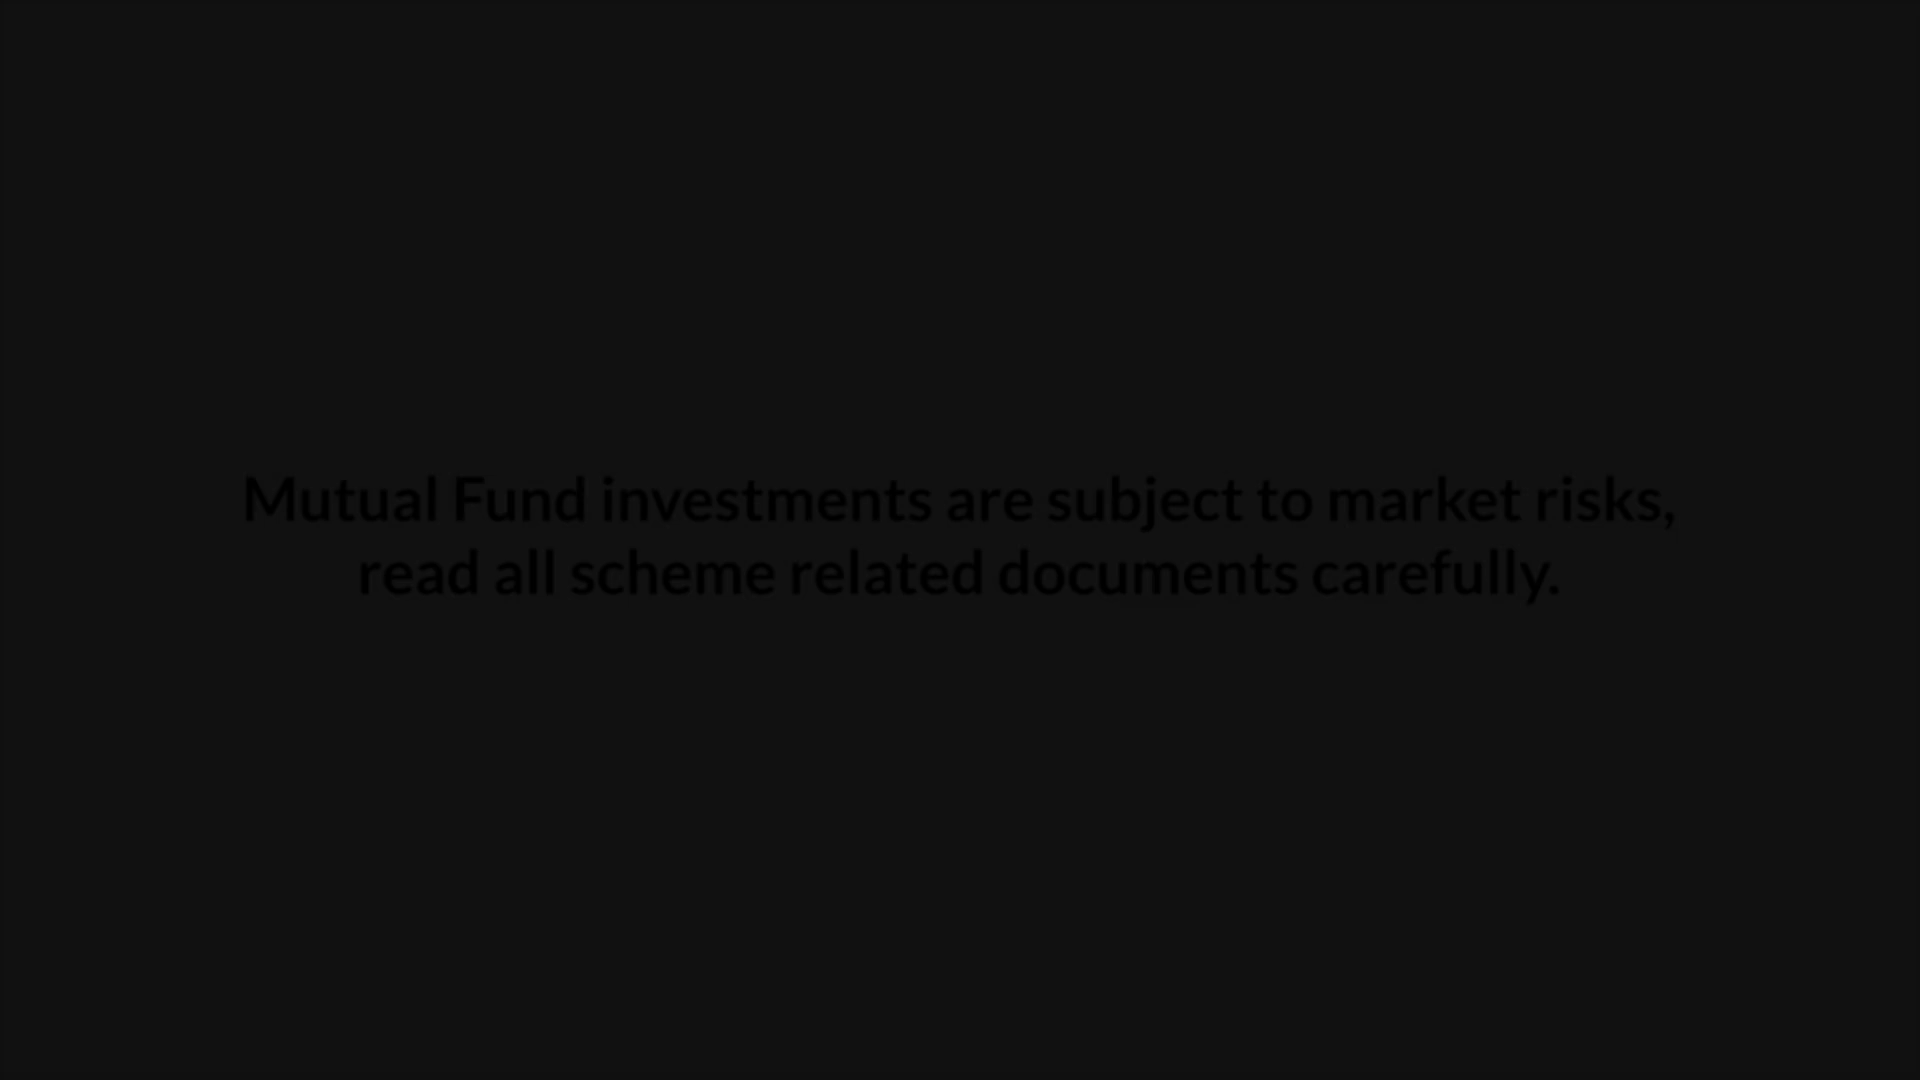 Mutual Fund investments are subject to market risks,
read all scheme related documents carefully.